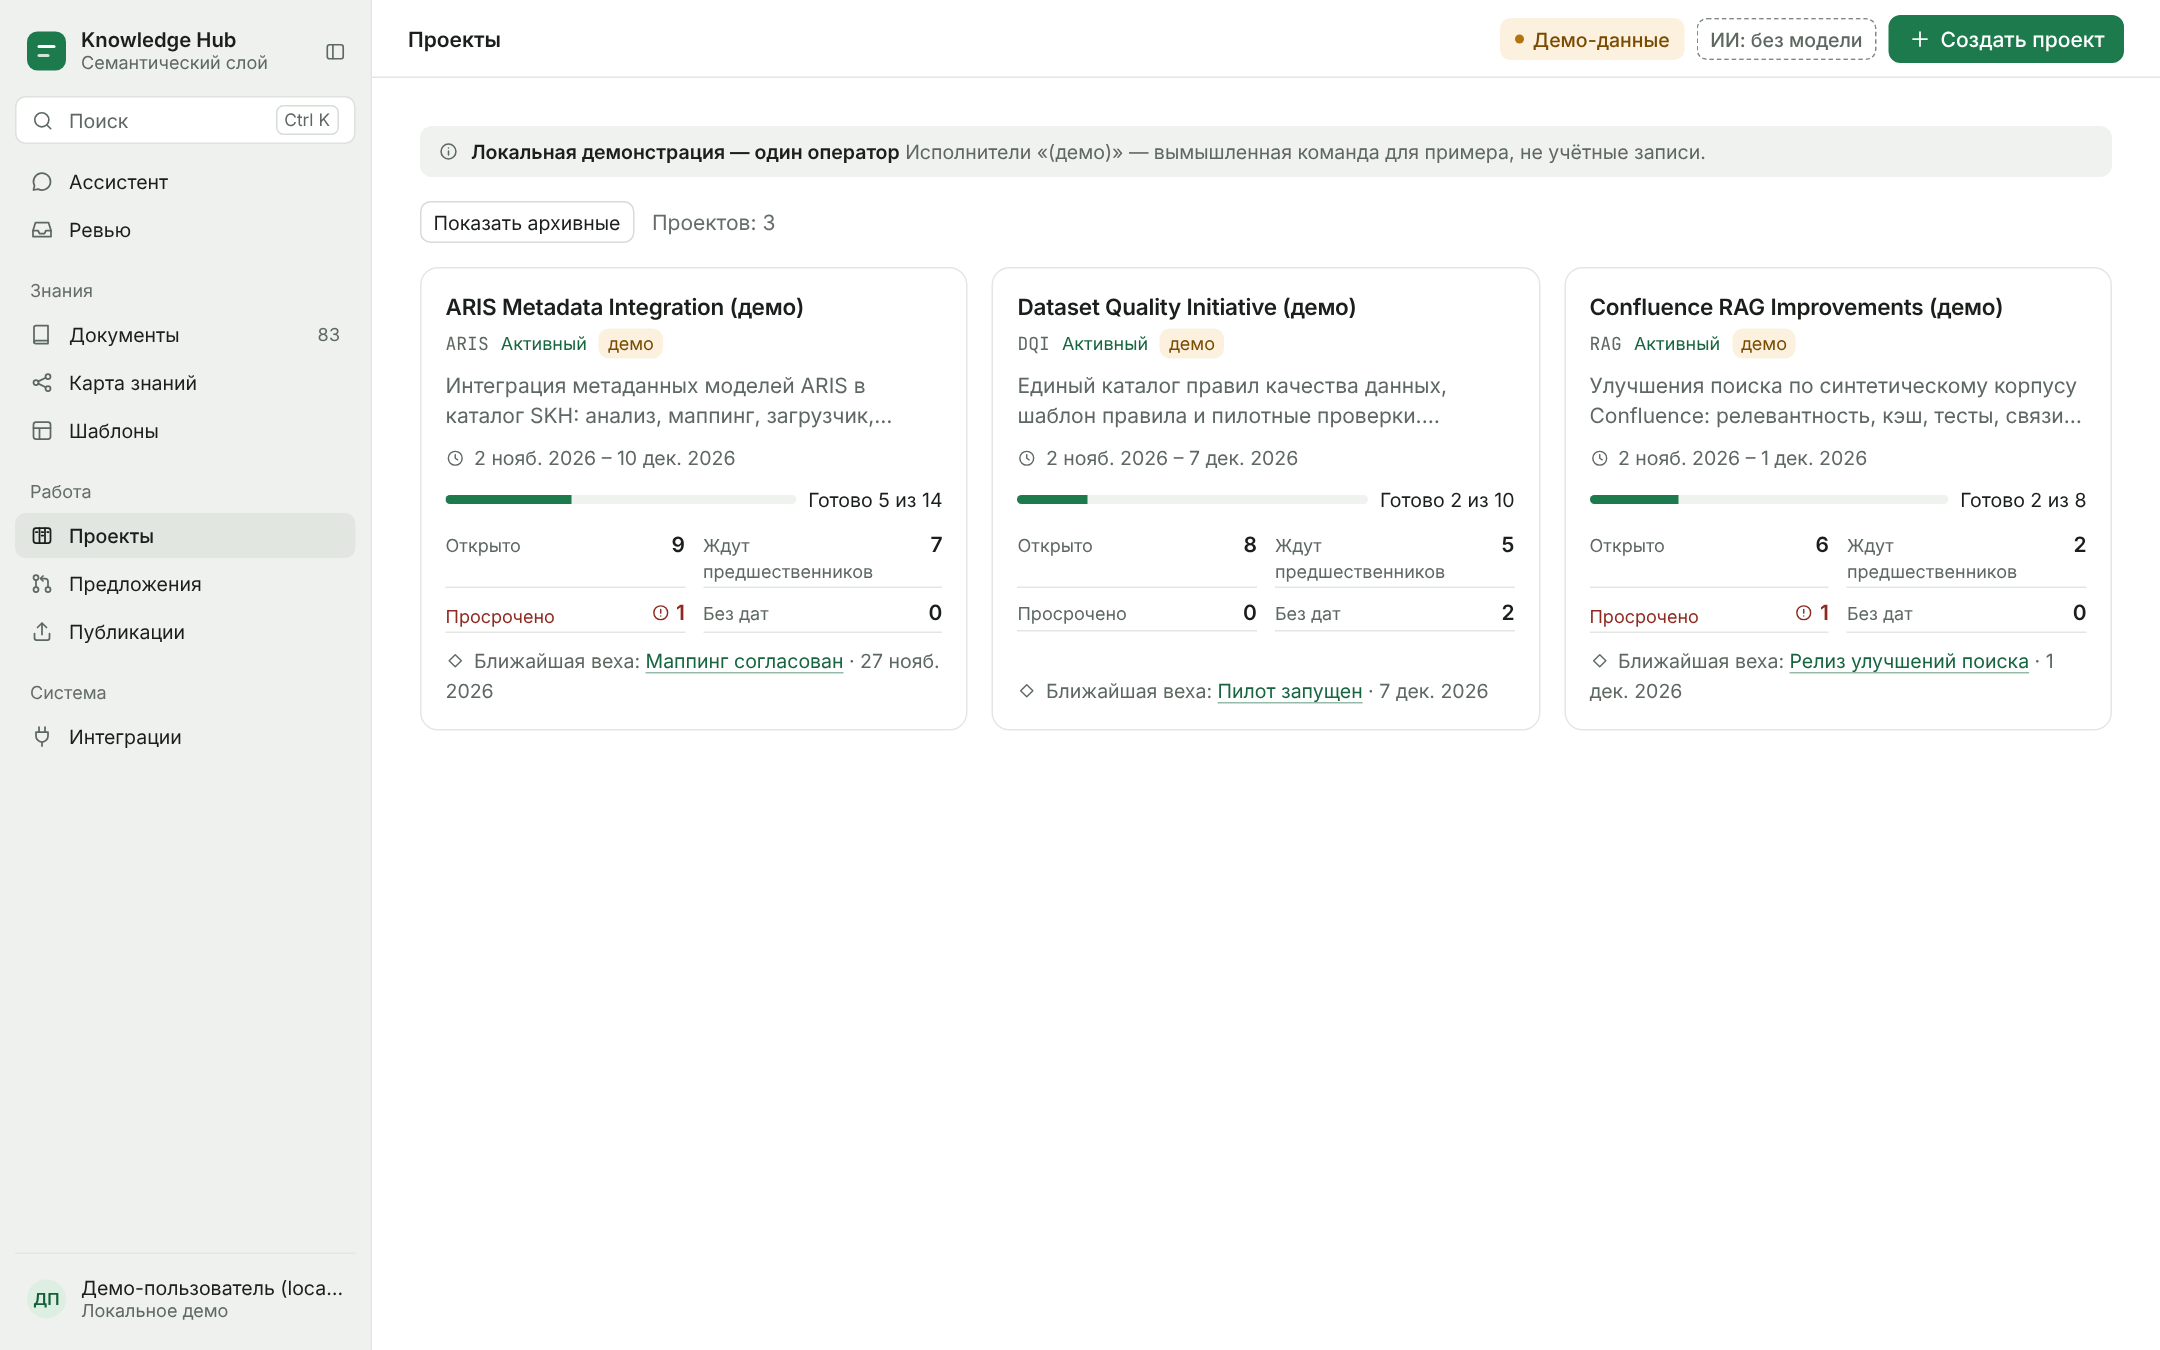 Knowledge Hub
Семантический слой
Поиск
Ctrl K
Ассистент
Ревью
Знания
Документы 83
Карта знаний
Шаблоны
Работа
Проекты
Предложения
Публикации
Система
Интеграции
ДП
Демо-пользователь (loca...
Локальное демо
Проекты
Демо-данные
ИИ: без модели
+ Создать проект
Локальная демонстрация — один оператор Исполнители «(демо)» — вымышленная команда для примера, не учётные записи.
Показать архивные
Проектов: 3
ARIS Metadata Integration (демо)
ARIS Активный демо
Интеграция метаданных моделей ARIS в
каталог SKH: анализ, маппинг, загрузчик,...
2 нояб. 2026 – 10 дек. 2026
Готово 5 из 14
Открыто 9
Ждут 7
предшественников
Просрочено 1
Без дат 0
Ближайшая веха: Маппинг согласован · 27 нояб.
2026
Dataset Quality Initiative (демо)
DQI Активный демо
Единый каталог правил качества данных,
шаблон правила и пилотные проверки....
2 нояб. 2026 – 7 дек. 2026
Готово 2 из 10
Открыто 8
Ждут 5
предшественников
Просрочено 0
Без дат 2
Ближайшая веха: Пилот запущен · 7 дек. 2026
Confluence RAG Improvements (демо)
RAG Активный демо
Улучшения поиска по синтетическому корпусу
Confluence: релевантность, кэш, тесты, связи...
2 нояб. 2026 – 1 дек. 2026
Готово 2 из 8
Открыто 6
Ждут 2
предшественников
Просрочено 1
Без дат 0
Ближайшая веха: Релиз улучшений поиска · 1
дек. 2026